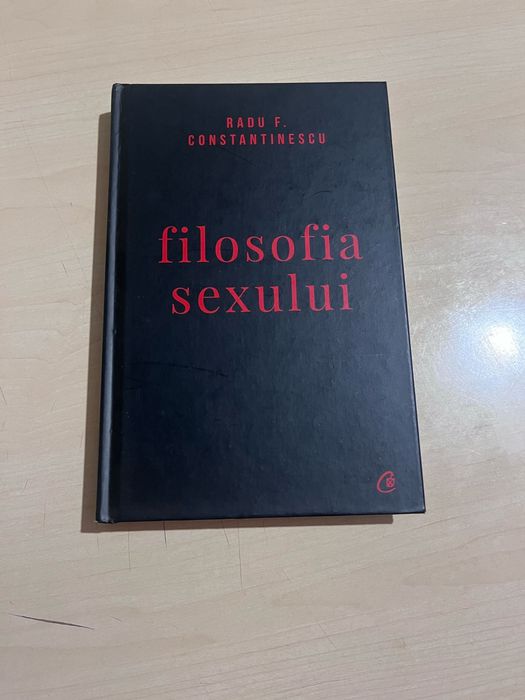 RADU F.
CONSTANTINESCU
filosofia
sexului